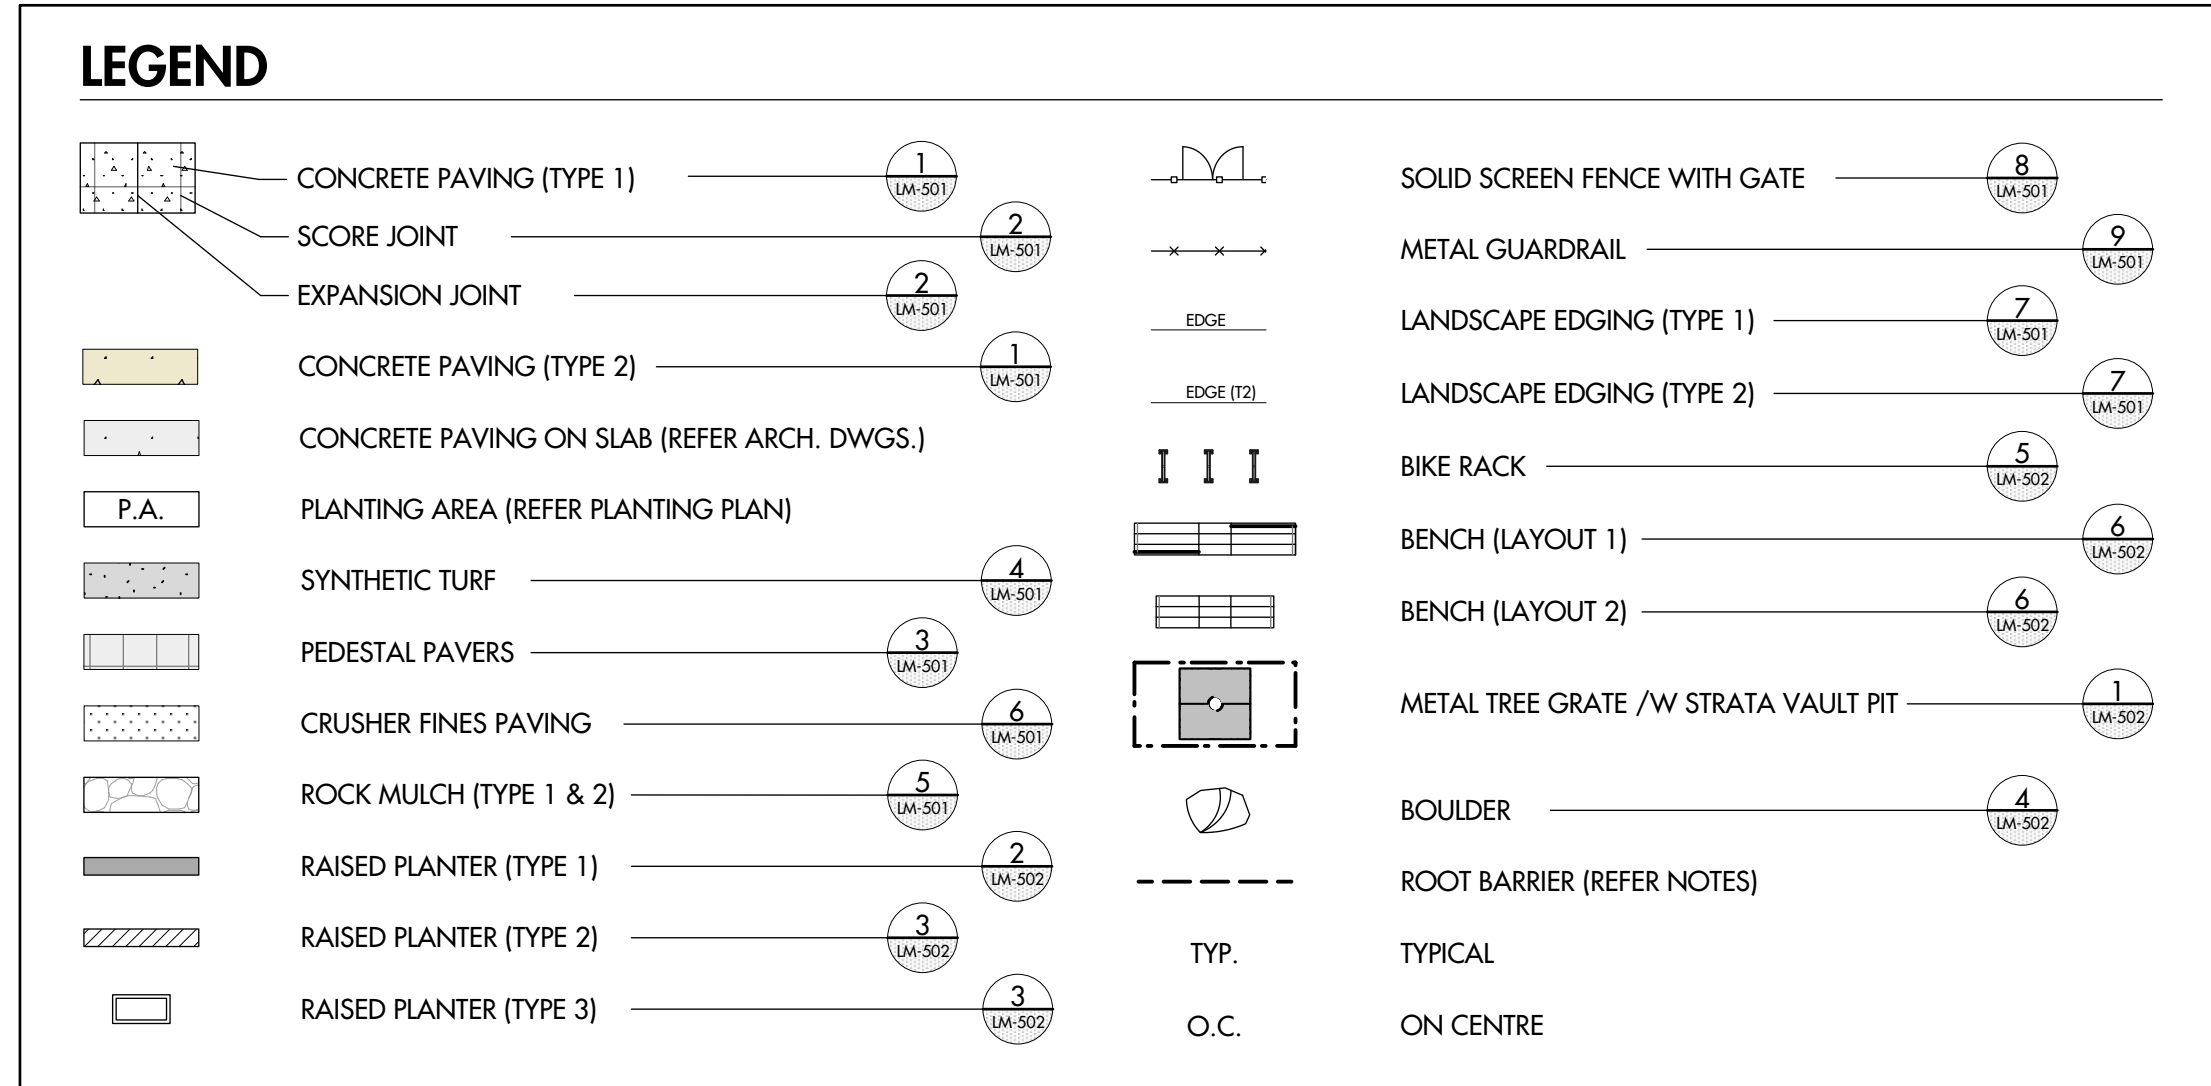 LEGEND
CONCRETE PAVING (TYPE 1)
1
LM-501
SCORE JOINT
2
LM-501
EXPANSION JOINT
2
LM-501
CONCRETE PAVING (TYPE 2)
1
LM-501
CONCRETE PAVING ON SLAB (REFER ARCH. DWGS.)
P.A.
PLANTING AREA (REFER PLANTING PLAN)
SYNTHETIC TURF
4
LM-501
PEDESTAL PAVERS
3
LM-501
CRUSHER FINES PAVING
6
LM-501
ROCK MULCH (TYPE 1 & 2)
5
LM-501
RAISED PLANTER (TYPE 1)
2
LM-502
RAISED PLANTER (TYPE 2)
3
LM-502
RAISED PLANTER (TYPE 3)
3
LM-502
SOLID SCREEN FENCE WITH GATE
8
LM-501
METAL GUARDRAIL
9
LM-501
EDGE
LANDSCAPE EDGING (TYPE 1)
7
LM-501
EDGE (T2)
LANDSCAPE EDGING (TYPE 2)
7
LM-501
BIKE RACK
5
LM-502
BENCH (LAYOUT 1)
6
LM-502
BENCH (LAYOUT 2)
6
LM-502
METAL TREE GRATE /W STRATA VAULT PIT
1
LM-502
BOULDER
4
LM-502
ROOT BARRIER (REFER NOTES)
TYP.
TYPICAL
O.C.
ON CENTRE